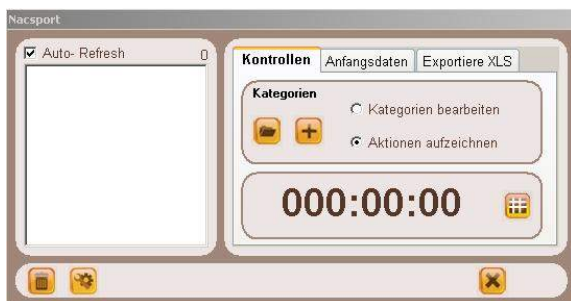 Nacsport
Auto- Refresh 0
Kontrollen Anfangsdaten Exportiere XLS
Kategorien
Kategorien bearbeiten
Aktionen aufzeichnen
000:00:00